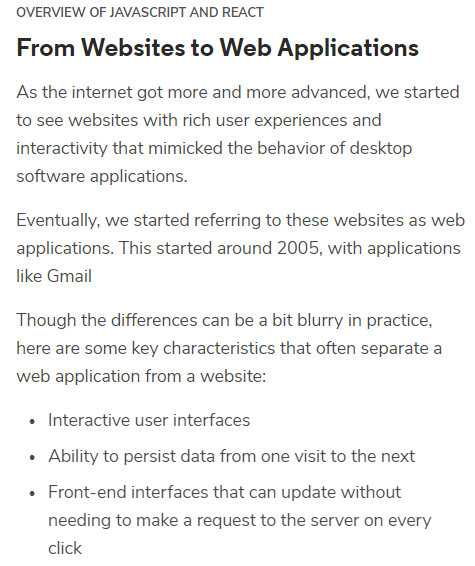 OVERVIEW OF JAVASCRIPT AND REACT
From Websites to Web Applications
As the internet got more and more advanced, we started
to see websites with rich user experiences and
interactivity that mimicked the behavior of desktop
software applications.
Eventually, we started referring to these websites as web
applications. This started around 2005, with applications
like Gmail
Though the differences can be a bit blurry in practice,
here are some key characteristics that often separate a
web application from a website:
• Interactive user interfaces
• Ability to persist data from one visit to the next
• Front-end interfaces that can update without
needing to make a request to the server on every
click